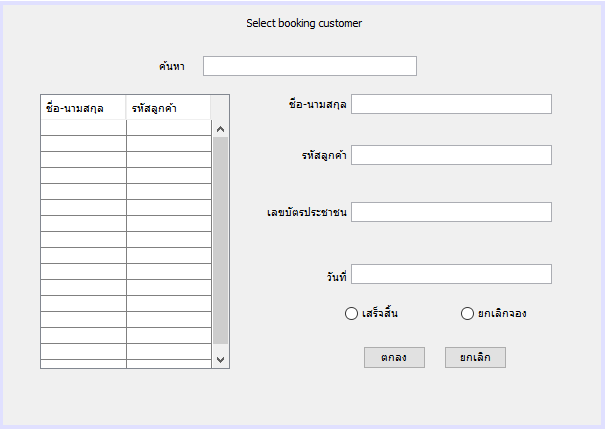 Select booking customer
ค้นหา
ชื่อ-นามสกุล รหัสลูกค้า
ชื่อ-นามสกุล
รหัสลูกค้า
เลขบัตรประชาชน
วันที่
เสร็จสิ้น ยกเลิกจอง
ตกลง ยกเลิก